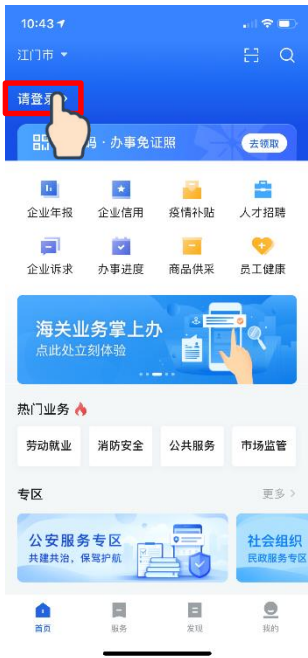 10:43
江门市
请登录
码·办事免证照
去领取
企业年报 企业信用 疫情补贴 人才招聘
企业诉求 办事进度 商品供采 员工健康
海关业务掌上办
点此处立刻体验
热门业务
劳动就业 消防安全 公共服务 市场监管
专区 更多
公安服务专区 社会组织
共建共治，保驾护航 民政服务专区
首页 服务 发现 我的